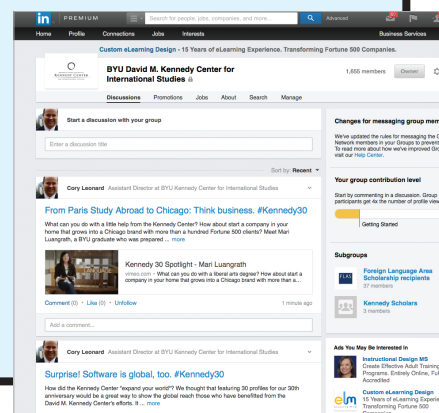 in PREMIUM Search for people, jobs, companies, and more... Advanced
Home Profile Connections Jobs Interests Business Services
Custom eLearning Design - 15 Years of eLearning Experience. Transforming Fortune 500 Companies.
KENNEDY CENTER
BYU David M. Kennedy Center for
International Studies
1,655 members Owner
Discussions Promotions Jobs About Search Manage
Start a discussion with your group
Enter a discussion title
Sort by: Recent
Cory Leonard Assistant Director at BYU Kennedy Center for International Studies
From Paris Study Abroad to Chicago: Think business. #Kennedy30
What can you do with a little help from the Kennedy Center? How about start a company in your
home that grows into a Chicago brand with more than a hundred Fortune 500 clients? Meet Mari
Luangrath, a BYU graduate who was prepared ... more
LANGUAGE
Kennedy 30 Spotlight - Mari Luangrath
vimeo.com • What can you do with a liberal arts degree? How about start a
company in your home that grows into a Chicago brand with more than a...
Comment (0) • Like (0) • Unfollow 1 minute ago
Add a comment...
Cory Leonard Assistant Director at BYU Kennedy Center for International Studies
Surprise! Software is global, too. #Kennedy30
How did the Kennedy Center "expand your world"? We thought that featuring 30 profiles for our 30th
anniversary would be a great way to show the global reach those who have benefitted from the
David M. Kennedy Center's efforts. It ... more
Changes for messaging group mem
We've updated the rules for messaging the G
Network members in your Groups to prevent
To read more about how we've improved Gro
visit our Help Center.
Your group contribution level
Start by commenting in a discussion. Group
participants get 4x the number of profile view
Getting Started
Subgroups
FLAS
Foreign Language Area
Scholarship recipients
37 members
Kennedy Scholars
3 members
Ads You May Be Interested In
Instructional Design MS
Create Effective Adult Training
Programs. Entirely Online, Ful
Accredited
elm
Custom eLearning Design
15 Years of eLearning Experie
Transforming Fortune 500